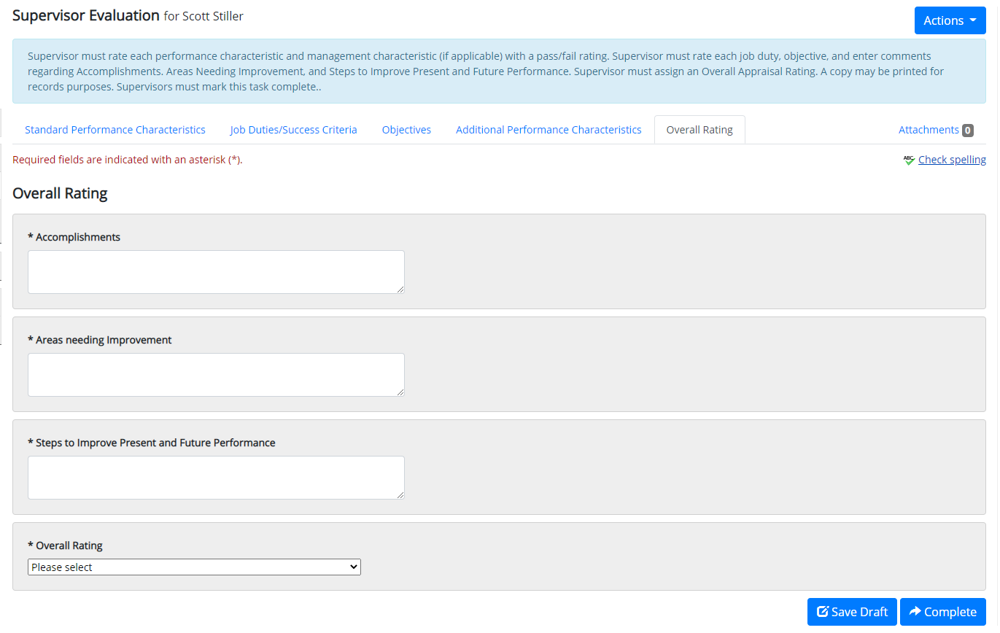 Supervisor Evaluation for Scott Stiller
Actions
Supervisor must rate each performance characteristic and management characteristic (if applicable) with a pass/fail rating. Supervisor must rate each job duty, objective, and enter comments
regarding Accomplishments. Areas Needing Improvement, and Steps to Improve Present and Future Performance. Supervisor must assign an Overall Appraisal Rating. A copy may be printed for
records purposes. Supervisors must mark this task complete..
Standard Performance Characteristics Job Duties/Success Criteria Objectives Additional Performance Characteristics Overall Rating Attachments 0
Required fields are indicated with an asterisk (*).
ABC Check spelling
Overall Rating
* Accomplishments
* Areas needing Improvement
* Steps to Improve Present and Future Performance
* Overall Rating
Please select
Save Draft Complete